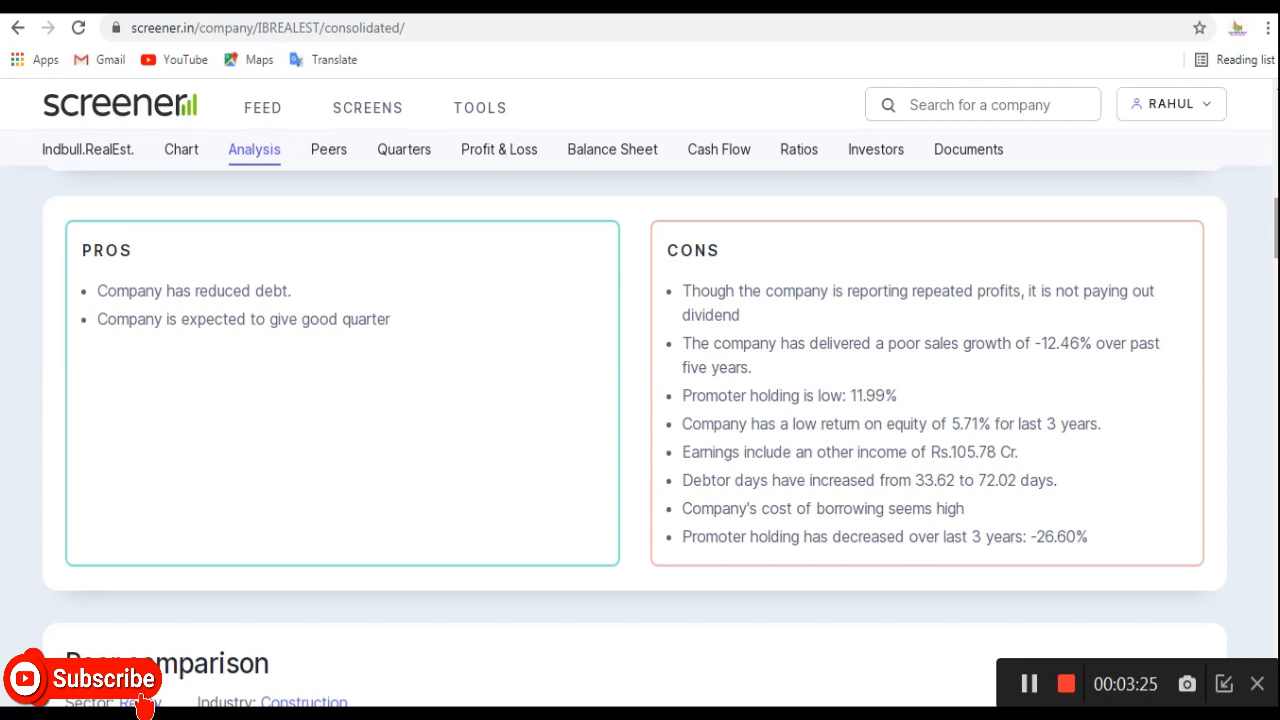 screener.in/company/IBREALEST/consolidated/
Apps Gmail YouTube Maps Translate Reading list
screener FEED SCREENS TOOLS Search for a company RAHUL
Indbull.RealEst. Chart Analysis Peers Quarters Profit & Loss Balance Sheet Cash Flow Ratios Investors Documents
PROS
Company has reduced debt.
Company is expected to give good quarter
CONS
Though the company is reporting repeated profits, it is not paying out
dividend
The company has delivered a poor sales growth of -12.46% over past
five years.
Promoter holding is low: 11.99%
Company has a low return on equity of 5.71% for last 3 years.
Earnings include an other income of Rs.105.78 Cr.
Debtor days have increased from 33.62 to 72.02 days.
Company's cost of borrowing seems high
Promoter holding has decreased over last 3 years: -26.60%
comparison
Subscribe
Industry: Construction
00:03:25